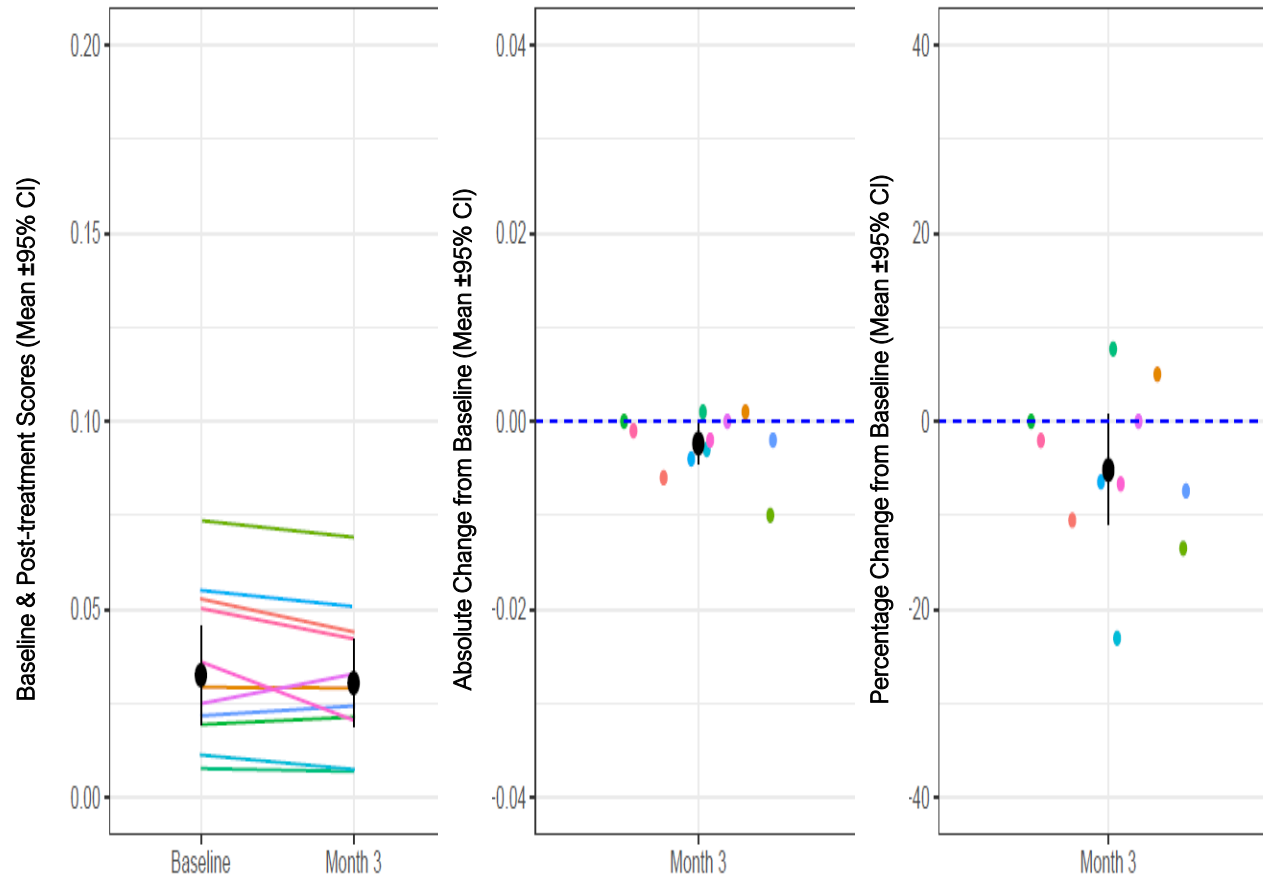 Baseline & Post-treatment Scores (Mean ±95% CI)
0.20
0.15
0.10
0.05
0.00
Baseline
Month 3
Absolute Change from Baseline (Mean ±95% CI)
0.04
0.02
0.00
-0.02
-0.04
Month 3
Percentage Change from Baseline (Mean ±95% CI)
40
20
0
-20
-40
Month 3